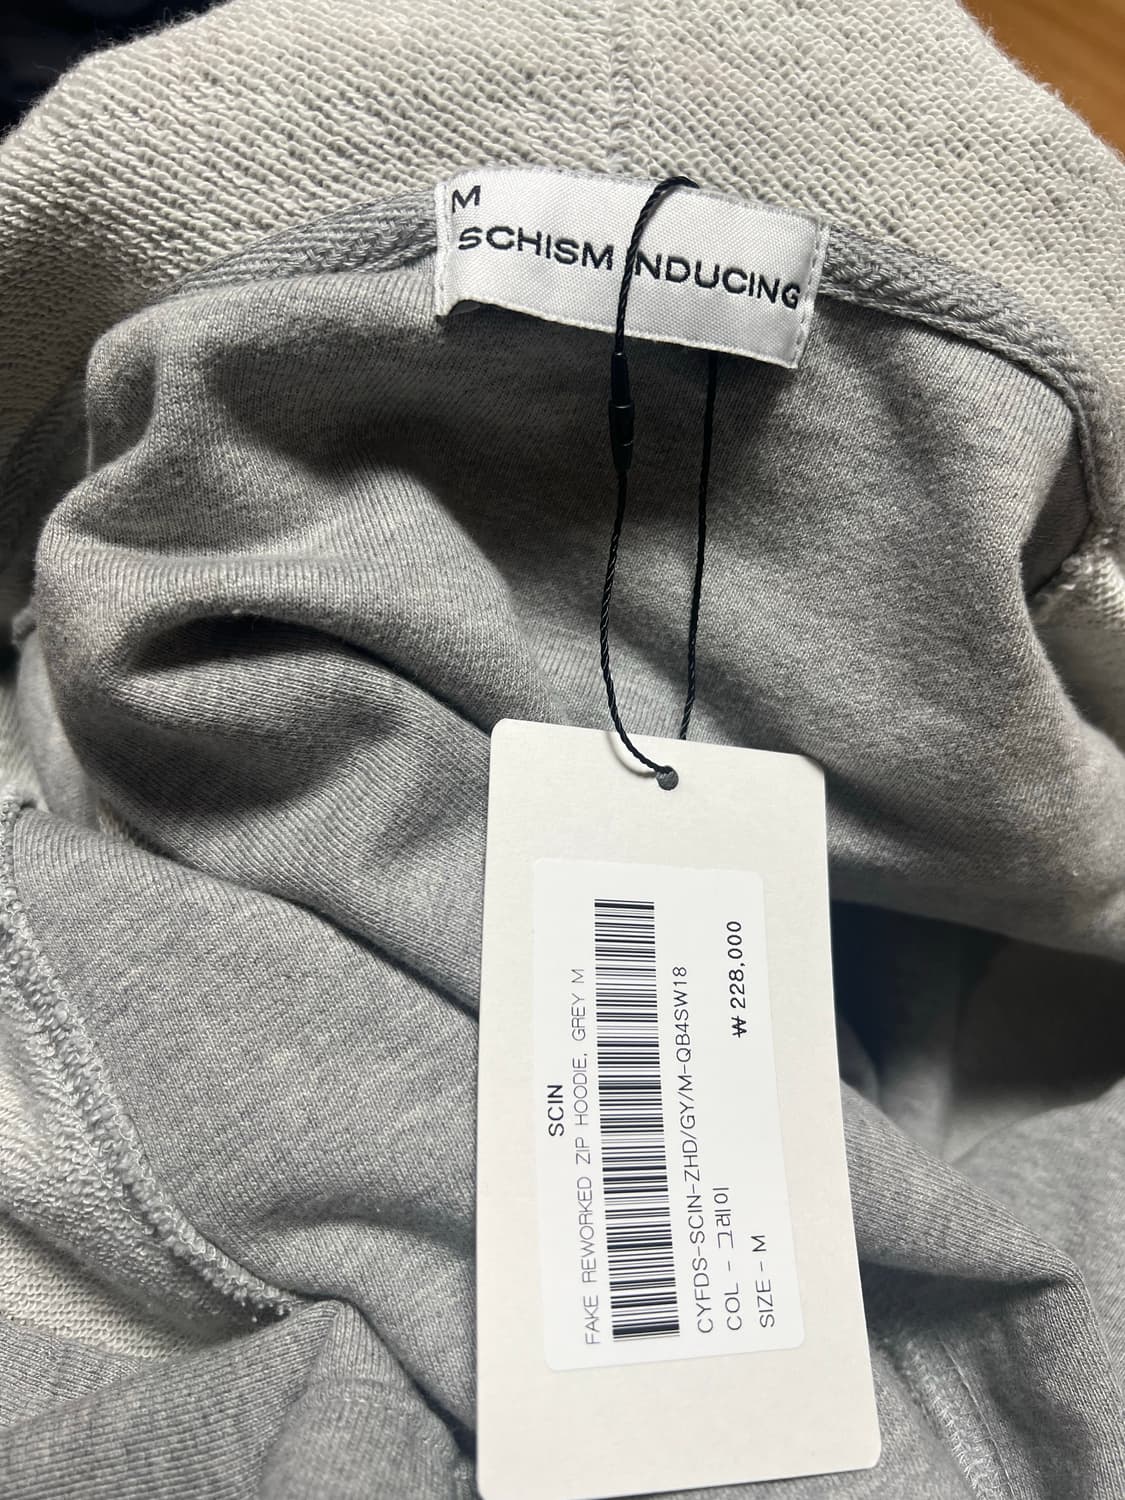 M
SCHISM INDUCING
SCIN
FAKE REWORKED ZIP HOODIE, GREY M
CYFDS-SCIN-ZHD/GY/M-QB4SW18
COL - 그레이
₩ 228,000
SIZE - M